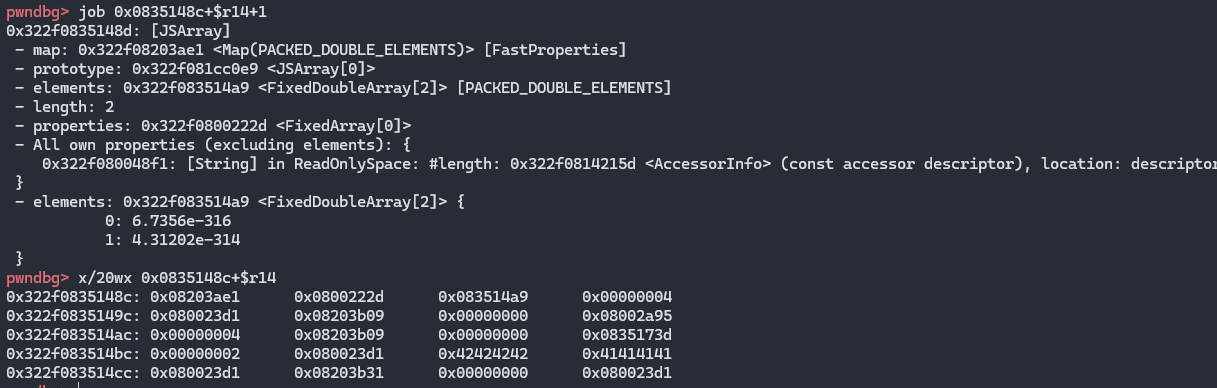 pwndbg> job 0x0835148c+$r14+1
0x322f0835148d: [JSArray]
- map: 0x322f08203ae1 <Map(PACKED_DOUBLE_ELEMENTS)> [FastProperties]
- prototype: 0x322f081cc0e9 <JSArray[0]>
- elements: 0x322f083514a9 <FixedDoubleArray[2]> [PACKED_DOUBLE_ELEMENTS]
- length: 2
- properties: 0x322f0800222d <FixedArray[0]>
- All own properties (excluding elements): {
0x322f080048f1: [String] in ReadOnlySpace: #length: 0x322f0814215d <AccessorInfo> (const accessor descriptor), location: descriptor
}
- elements: 0x322f083514a9 <FixedDoubleArray[2]> {
0: 6.7356e-316
1: 4.31202e-314
}
pwndbg> x/20wx 0x0835148c+$r14
0x322f0835148c: 0x08203ae1 0x0800222d 0x083514a9 0x00000004
0x322f0835149c: 0x080023d1 0x08203b09 0x00000000 0x08002a95
0x322f083514ac: 0x00000004 0x08203b09 0x00000000 0x0835173d
0x322f083514bc: 0x00000002 0x080023d1 0x42424242 0x41414141
0x322f083514cc: 0x080023d1 0x08203b31 0x00000000 0x080023d1